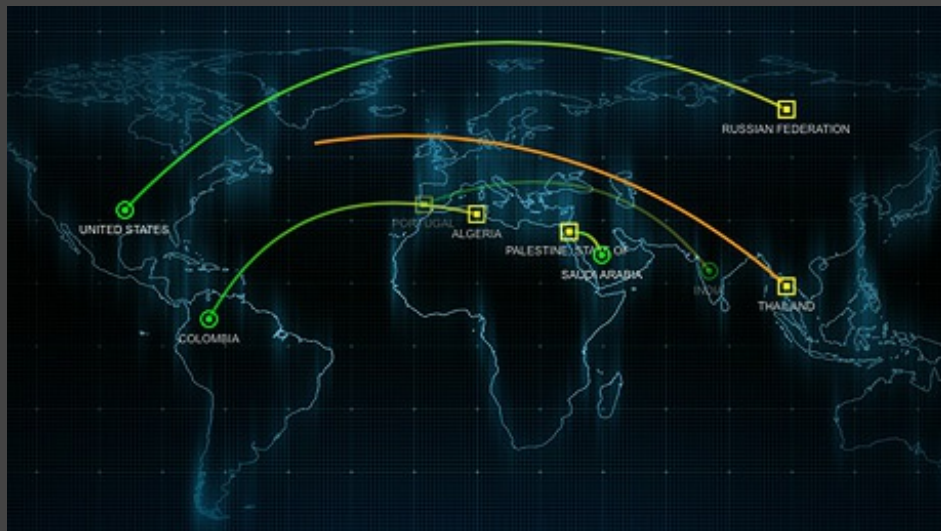 RUSSIAN FEDERATION
PORTUGAL
UNITED STATES
ALGERIA
PALESTINE, STATE OF
SAUDI ARABIA
INDIA
THAILAND
COLOMBIA